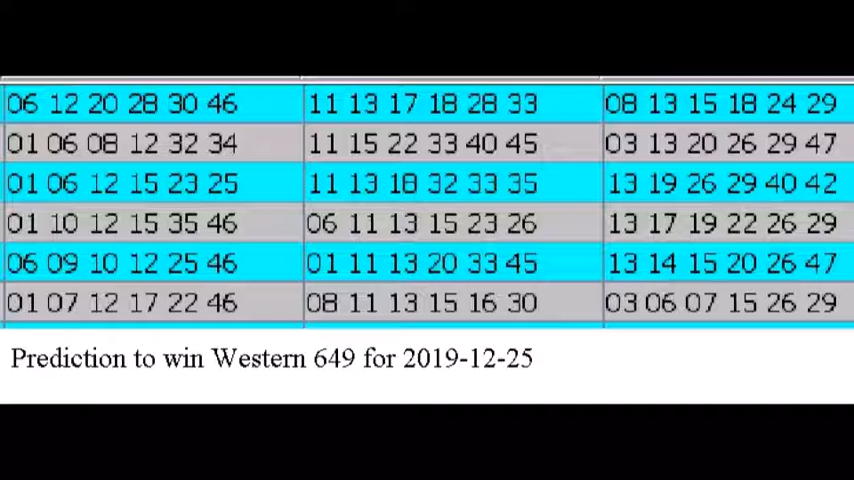 06 12 20 28 30 46 11 13 17 18 28 33 08 13 15 18 24 29
01 06 08 12 32 34 11 15 22 33 40 45 03 13 20 26 29 47
01 06 12 15 23 25 11 13 18 32 33 35 13 19 26 29 40 42
01 10 12 15 35 46 06 11 13 15 23 26 13 17 19 22 26 29
06 09 10 12 25 46 01 11 13 20 33 45 13 14 15 20 26 47
01 07 12 17 22 46 08 11 13 15 16 30 03 06 07 15 26 29
Prediction to win Western 649 for 2019-12-25